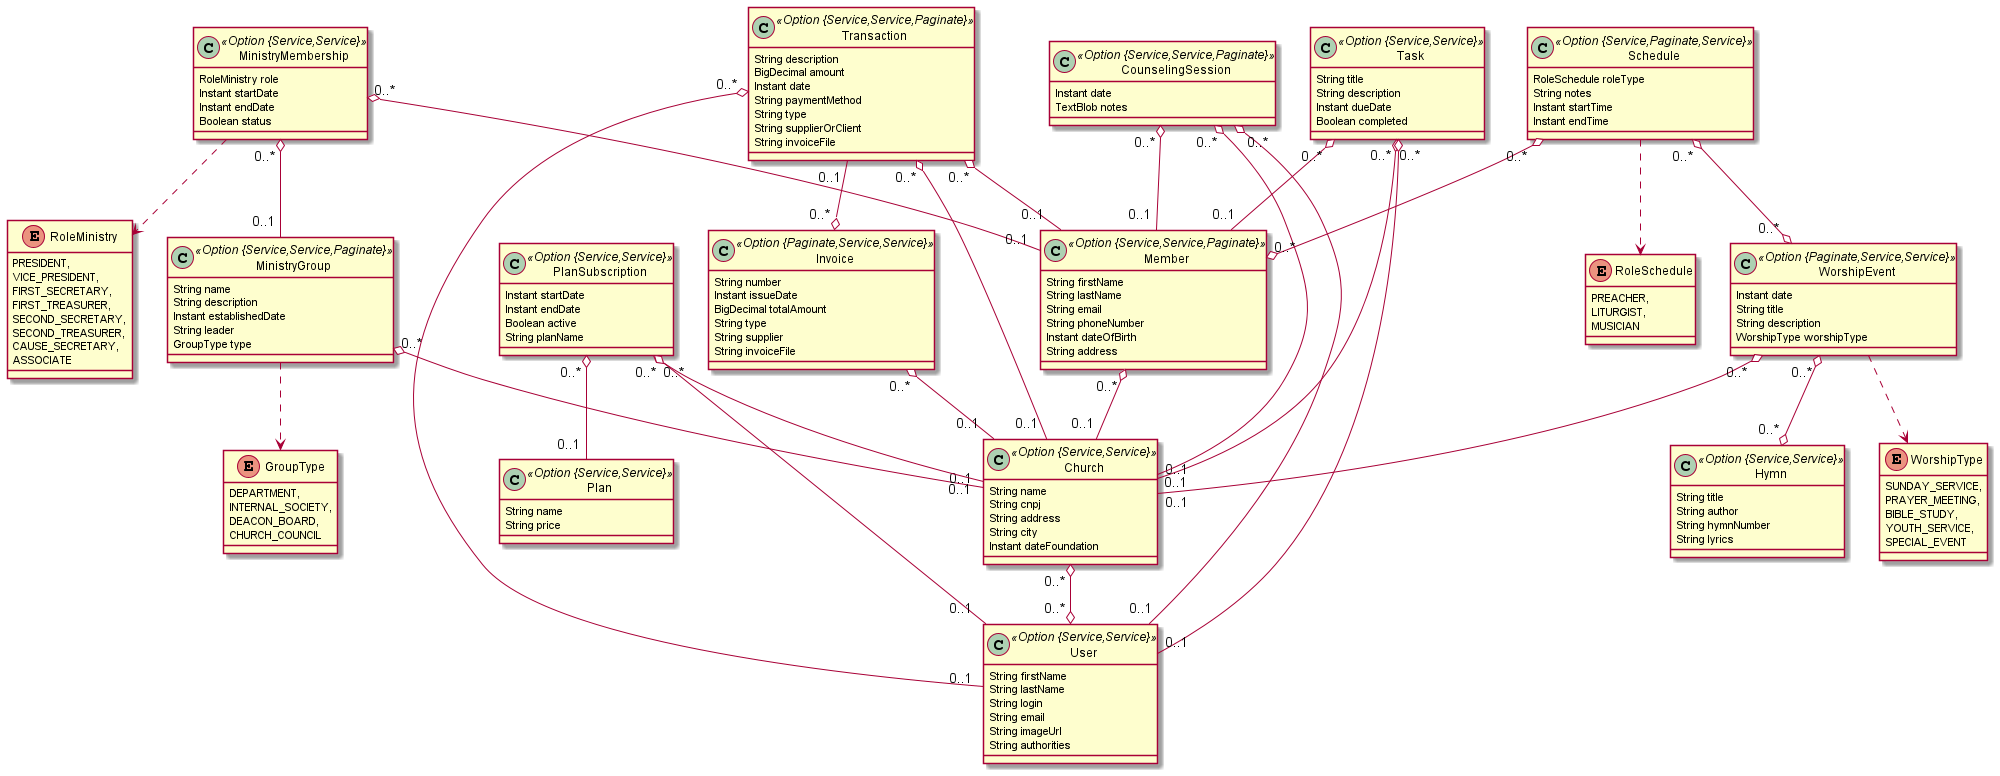 C «Option {Service,Service}»
MinistryMembership
RoleMinistry role
Instant startDate
Instant endDate
Boolean status
C «Option {Service,Service,Paginate}»
Transaction
String description
BigDecimal amount
Instant date
String paymentMethod
String type
String supplierOrClient
String invoiceFile
C «Option {Service,Service,Paginate}»
CounselingSession
Instant date
TextBlob notes
C «Option {Service,Service}»
Task
String title
String description
Instant dueDate
Boolean completed
C «Option {Service,Paginate,Service}»
Schedule
RoleSchedule roleType
String notes
Instant startTime
Instant endTime
0..*
0..*
0..*
0..1
0..*
0..*
0..*
0..*
0..*
0..*
0..*
0..*
0..*
0..*
0..1
0..*
0..1
0..1
0..1
0..1
0..*
0..*
E RoleMinistry
PRESIDENT,
VICE_PRESIDENT,
FIRST_SECRETARY,
FIRST_TREASURER,
SECOND_SECRETARY,
SECOND_TREASURER,
CAUSE_SECRETARY,
ASSOCIATE
C «Option {Service,Service,Paginate}»
MinistryGroup
String name
String description
Instant establishedDate
String leader
GroupType type
C «Option {Service,Service}»
PlanSubscription
Instant startDate
Instant endDate
Boolean active
String planName
C «Option {Paginate,Service,Service}»
Invoice
String number
Instant issueDate
BigDecimal totalAmount
String type
String supplier
String invoiceFile
C «Option {Service,Service,Paginate}»
Member
String firstName
String lastName
String email
String phoneNumber
Instant dateOfBirth
String address
E RoleSchedule
PREACHER,
LITURGIST,
MUSICIAN
C «Option {Paginate,Service,Service}»
WorshipEvent
Instant date
String title
String description
WorshipType worshipType
0..*
0..*
0..*
0..*
0..*
0..*
0..*
0..*
0..1
0..1
0..1
0..1
0..*
E GroupType
DEPARTMENT,
INTERNAL_SOCIETY,
DEACON_BOARD,
CHURCH_COUNCIL
C «Option {Service,Service}»
Plan
String name
String price
C «Option {Service,Service}»
Church
String name
String cnpj
String address
String city
Instant dateFoundation
0..1
0..1
0..1
0..1
0..1
C «Option {Service,Service}»
Hymn
String title
String author
String hymnNumber
String lyrics
E WorshipType
SUNDAY_SERVICE,
PRAYER_MEETING,
BIBLE_STUDY,
YOUTH_SERVICE,
SPECIAL_EVENT
0..*
0..1
0..*
0..1
0..1
0..1
C «Option {Service,Service}»
User
String firstName
String lastName
String login
String email
String imageUrl
String authorities